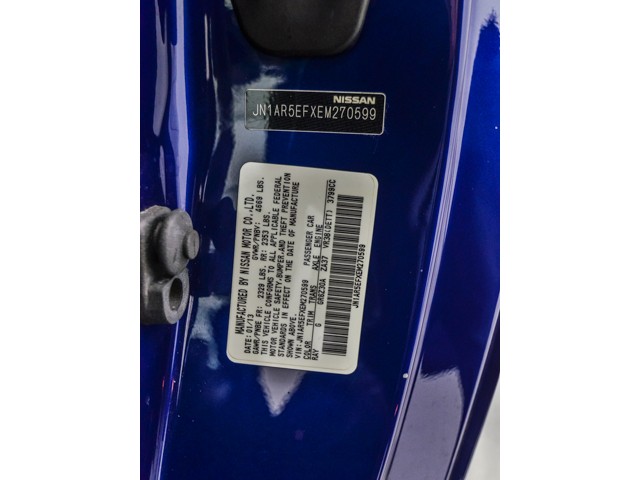 NISSAN
JN1AR5EFXEM270599
MANUFACTURED BY NISSAN MOTOR CO.,LTD.
DATE: 01/13 GVWR/PNBV: 4669 LBS.
GAWR/PNBE FR: 2329 LBS. RR: 2353 LBS.
THIS VEHICLE CONFORMS TO ALL APPLICABLE FEDERAL
MOTOR VEHICLE SAFETY,BUMPER,AND THEFT PREVENTION
STANDARDS IN EFFECT ON THE DATE OF MANUFACTURE
SHOWN ABOVE.
VIN:JN1AR5EFXEM270599 PASSENGER CAR
COLOR TRIM TRANS AXLE ENGINE
RAY G GR6Z30A ZA37 VR38(DETT) 3799CC
JN1AR5EFXEM270599